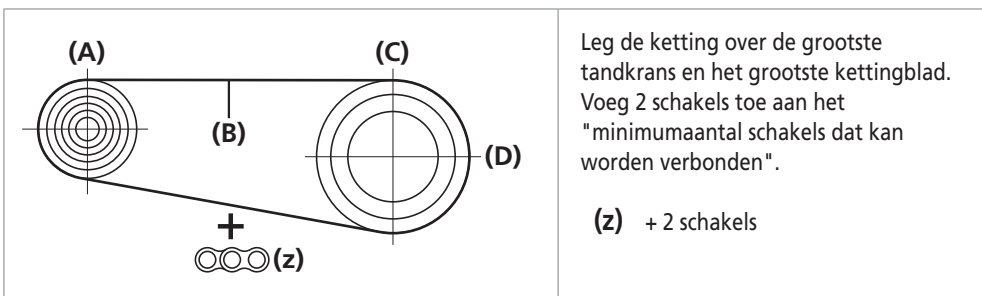 (A)
(C)
(B)
(D)
(z)
Leg de ketting over de grootste
tandkrans en het grootste kettingblad.
Voeg 2 schakels toe aan het
"minimumaantal schakels dat kan
worden verbonden".
(z) + 2 schakels